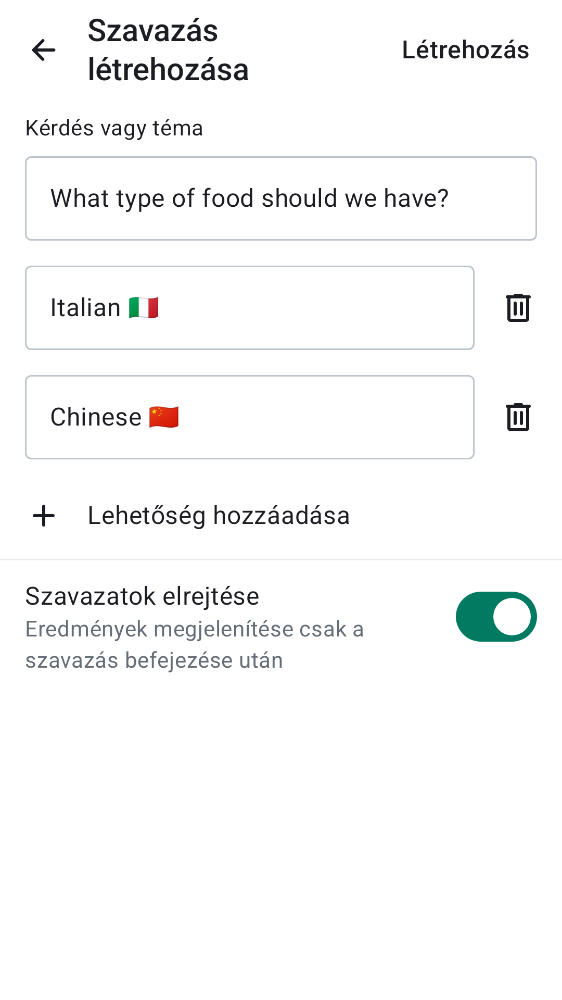 Szavazás
létrehozása
Létrehozás
Kérdés vagy téma
What type of food should we have?
Italian 🇮🇹
Chinese 🇨🇳
Lehetőség hozzáadása
Szavazatok elrejtése
Eredmények megjelenítése csak a
szavazás befejezése után